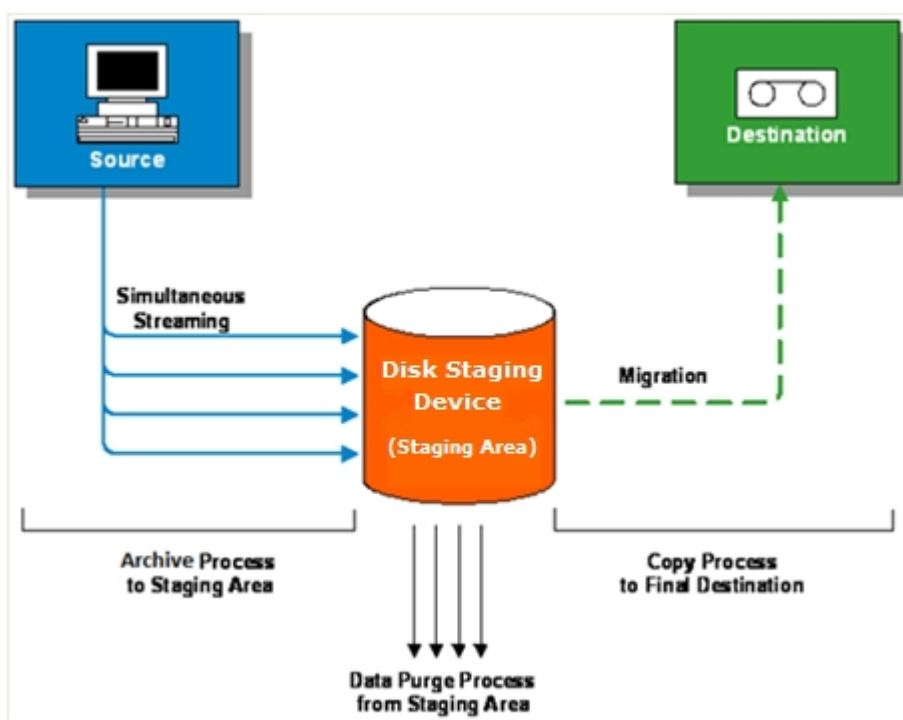 Source
Destination
Simultaneous
Streaming
Disk Staging
Device
(Staging Area)
Migration
Archive Process
to Staging Area
Copy Process
to Final Destination
Data Purge Process
from Staging Area